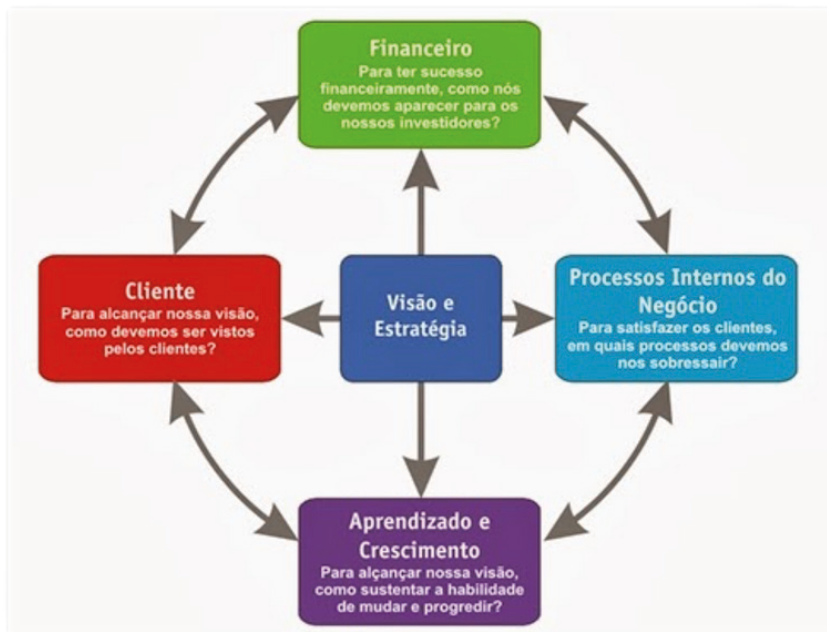 Financeiro
Para ter sucesso
financeiramente, como nós
devemos aparecer para os
nossos investidores?
Cliente
Para alcançar nossa visão,
como devemos ser vistos
pelos clientes?
Visão e
Estratégia
Processos Internos do
Negócio
Para satisfazer os clientes,
em quais processos devemos
nos sobressair?
Aprendizado e
Crescimento
Para alçançar nossa visão,
como sustentar a habilidade
de mudar e progredir?